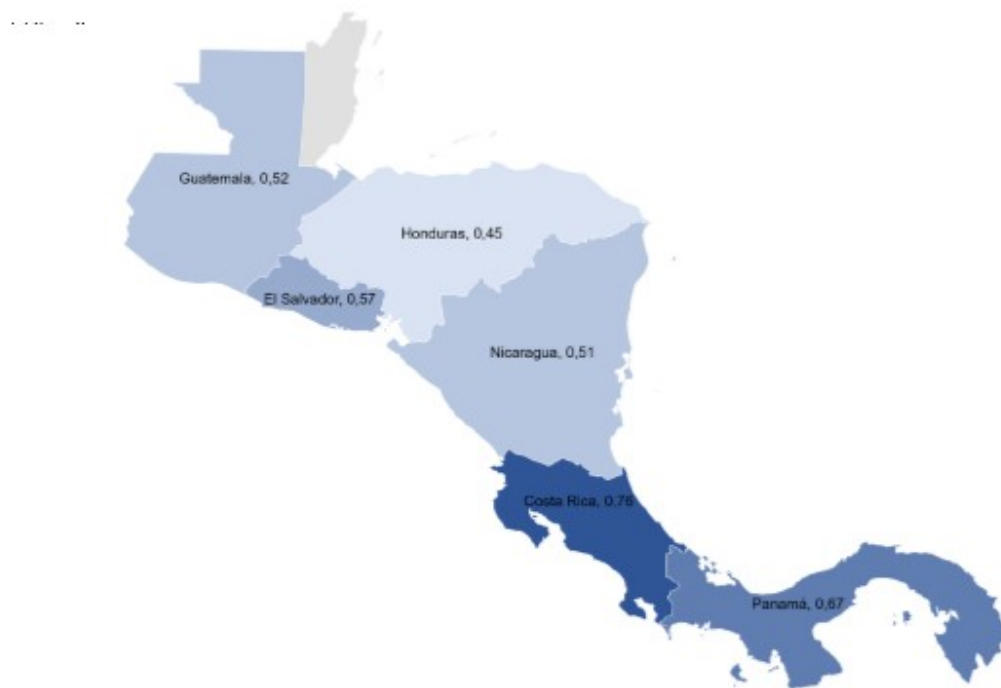 Guatemala, 0,52
Honduras, 0,45
El Salvador, 0,57
Nicaragua, 0,51
Costa Rica, 0,76
Panamá, 0,67